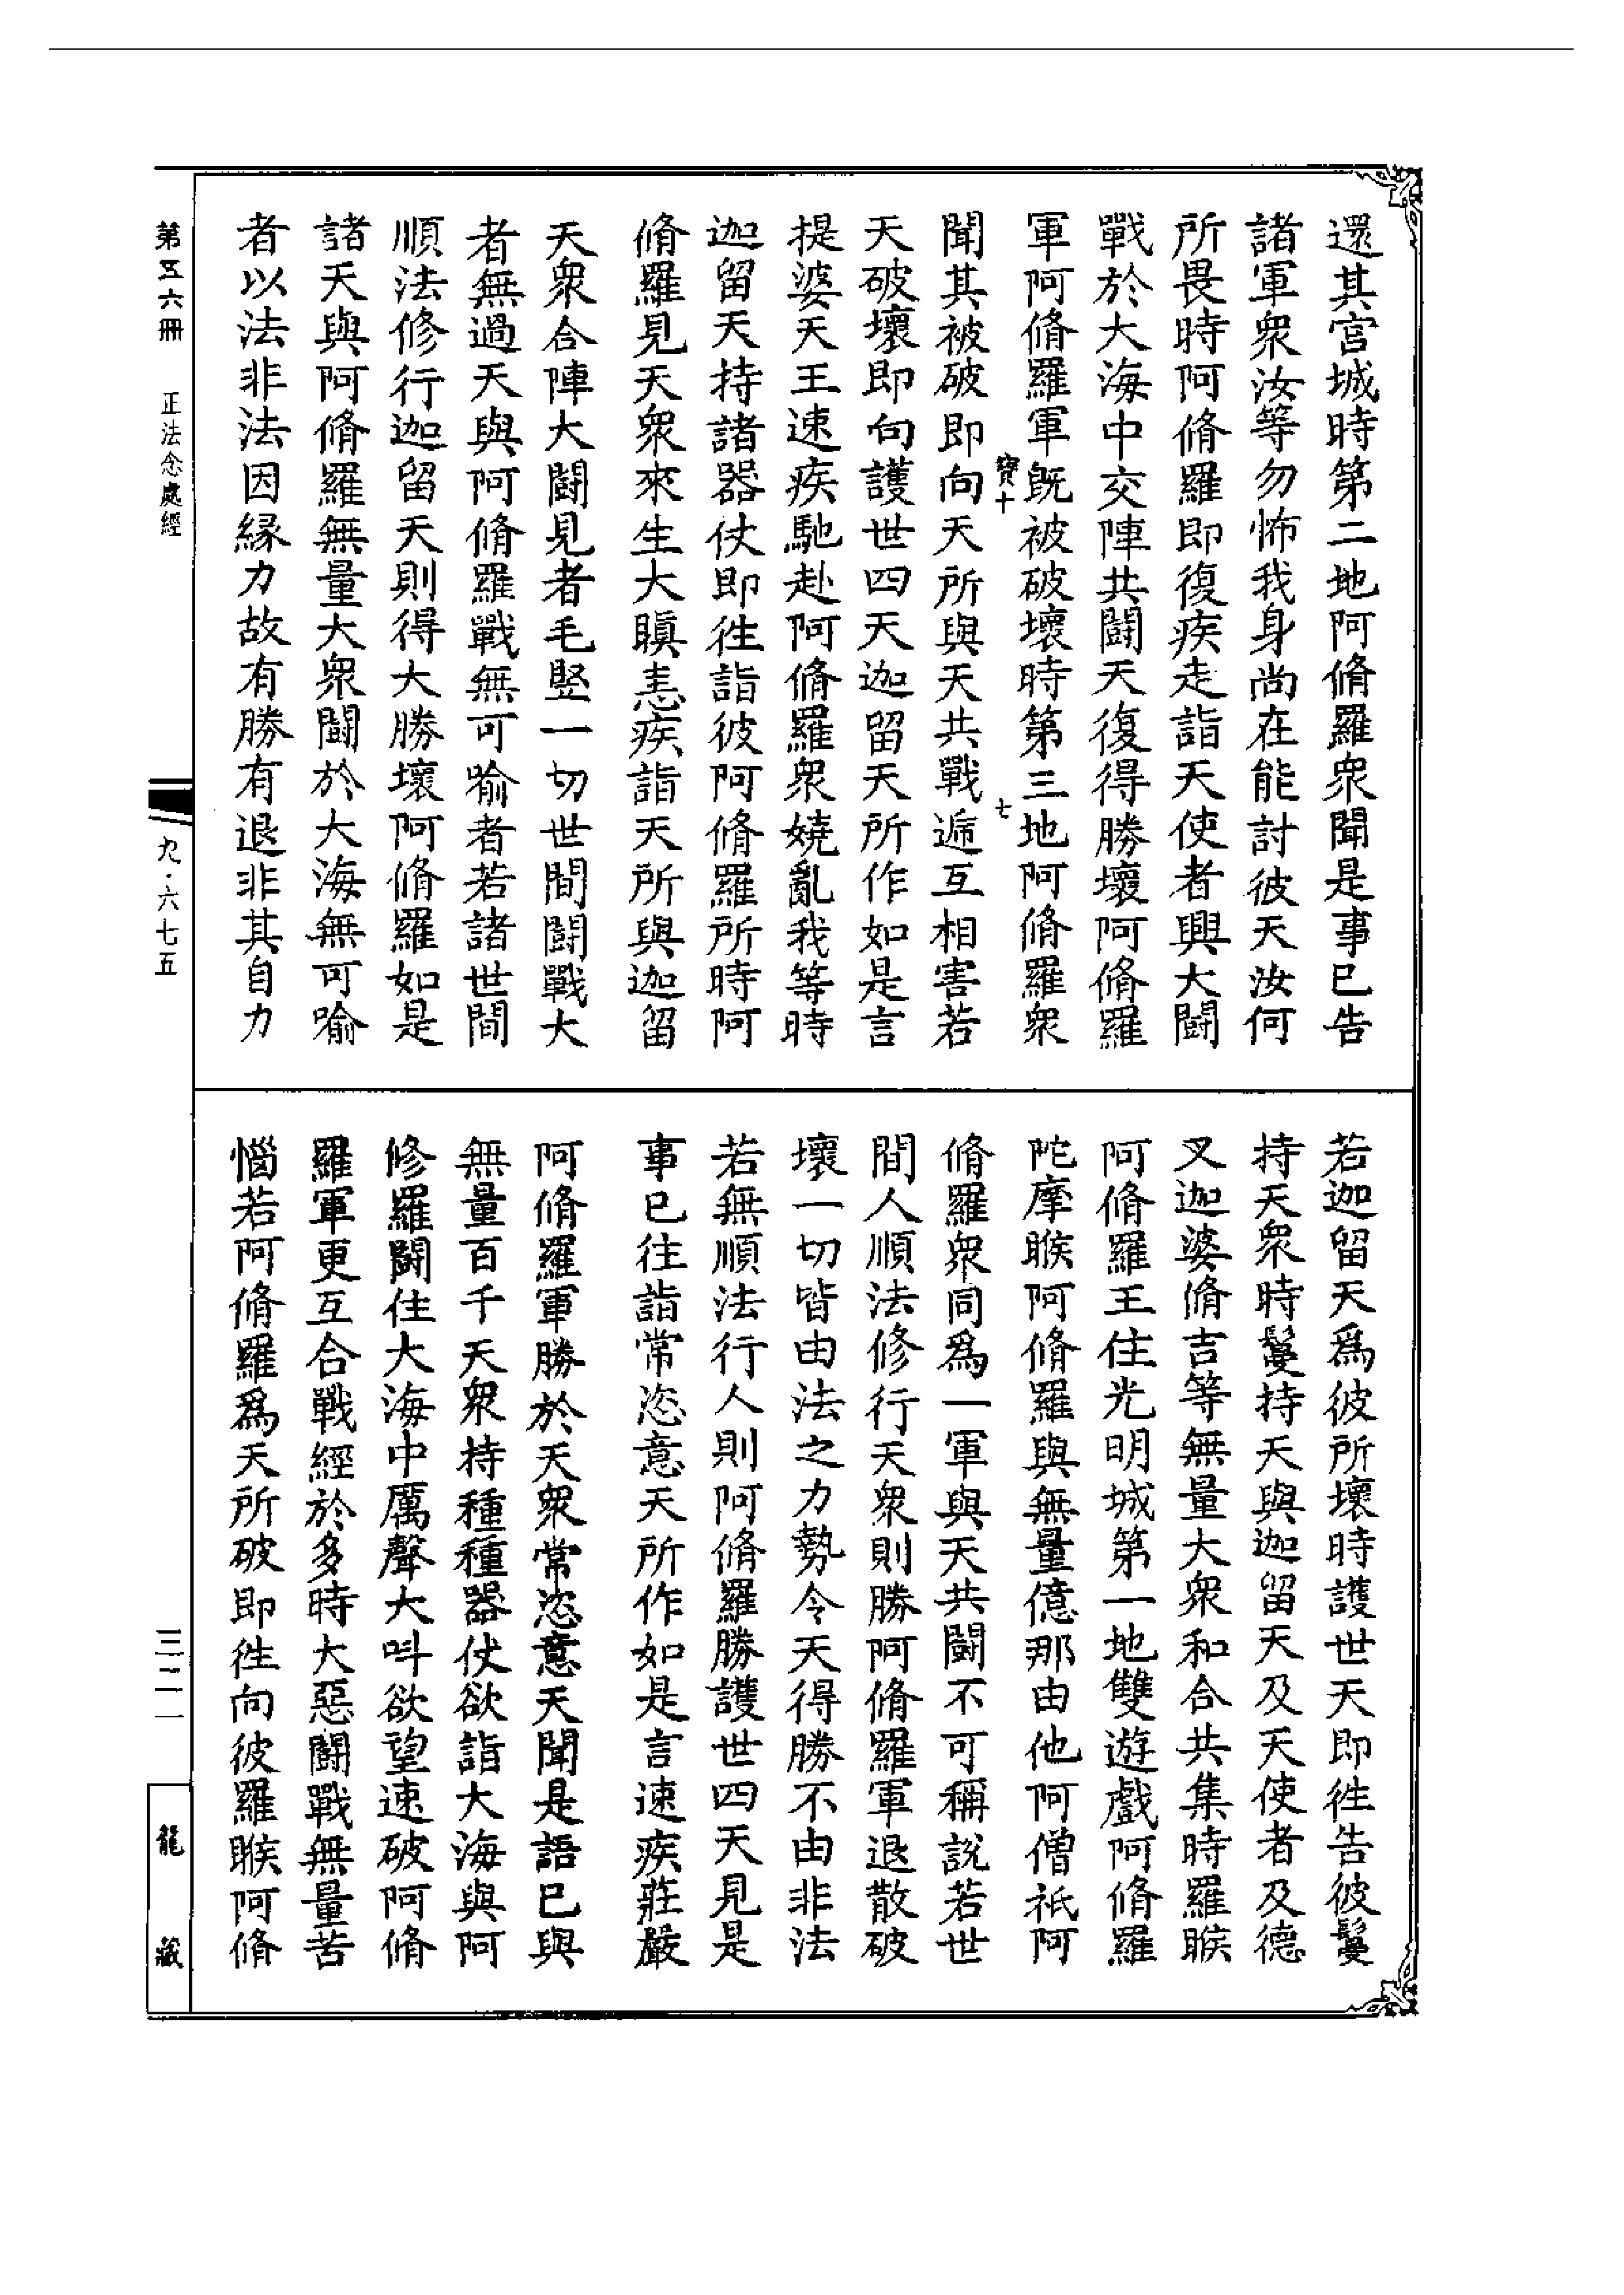 還其宮城時第二地阿脩羅衆聞是事已告
諸軍衆汝等勿怖我身尚在能討彼天汝何
所畏時阿脩羅即復疾走詣天使者興大鬪
戰於大海中交陣共鬪天復得勝壞阿脩羅
軍阿脩羅軍旣被破壞時第三地阿脩羅衆
寶十 七
聞其被破即向天所與天共戰遞互相害若
天破壞即向護世四天迦留天所作如是言
提婆天王速疾馳赴阿脩羅衆嬈亂我等時
迦留天持諸器仗即徃詣彼阿脩羅所時阿
脩羅見天衆來生大瞋恚疾詣天所與迦留
天衆合陣大鬪見者毛竪一切世間鬪戰大
者無過天與阿脩羅戰無可喻者若諸世間
順法修行迦留天則得大勝壞阿脩羅如是
諸天與阿脩羅無量大衆鬪於大海無可喻
者以法非法因緣力故有勝有退非其自力
若迦留天爲彼所壞時護世天即徃告彼鬘
持天衆時鬘持天與迦留天及天使者及德
叉迦婆脩吉等無量大衆和合共集時羅睺
阿脩羅王住光明城第一地雙遊戲阿脩羅
陀摩睺阿脩羅與無量億那由他阿僧祇阿
脩羅衆同爲一軍與天共鬪不可稱說若世
間人順法修行天衆則勝阿脩羅軍退散破
壞一切皆由法之力勢令天得勝不由非法
若無順法行人則阿脩羅勝護世四天見是
事已往詣常恣意天所作如是言速疾莊嚴
阿脩羅軍勝於天衆常恣意天聞是語已與
無量百千天衆持種種器仗欲詣大海與阿
修羅鬪住大海中厲聲大呌欲望速破阿脩
羅軍更互合戰經於多時大惡鬪戰無量苦
惱若阿脩羅爲天所破即徃向彼羅睺阿脩
第五六冊 正法念處經
九·六七五
三二一
龍藏